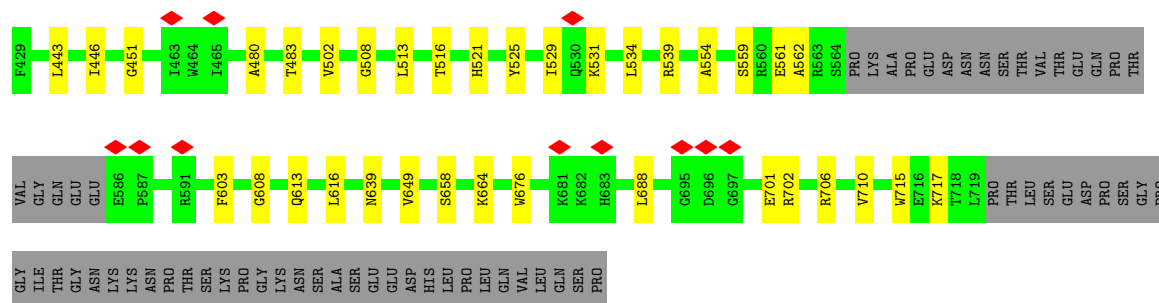 F429 L443 I446 G451 I463 W464 I465 A480 T483 V502 G508 L513 T516 H521 Y525 I529 Q530 K531 L534 R539 A554 S559 R560 E561 A562 R563 S564 PRO LYS ALA PRO GLU ASP ASN ASN SER THR VAL THR GLU GLN PRO THR
VAL GLY GLN GLU GLU E586 P587 R591 F603 G608 Q613 L616 N639 V649 S658 K664 W676 K681 K682 H683 L688 G695 D696 G697 E701 R702 R706 V710 W715 E716 K717 T718 L719 PRO THR LEU SER GLU ASP PRO SER GLY
GLY ILE THR GLY ASN LYS LYS ASN PRO THR SER LYS PRO GLY LYS ASN SER ALA SER GLU GLU ASP HIS LEU PRO LEU GLN VAL LEU GLN SER PRO